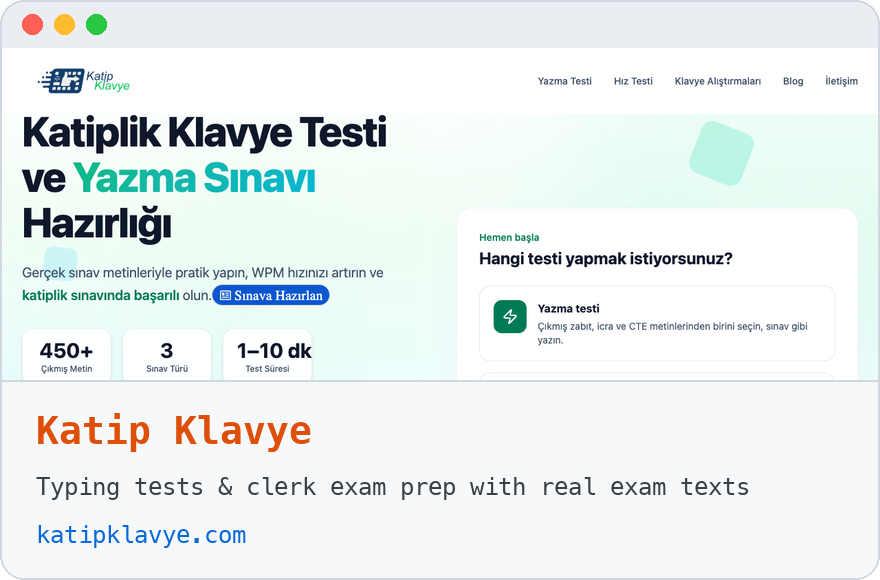 Katip
Klavye
Yazma Testi
Hız Testi
Klavye Alıştırmaları
Blog
İletişim
Katiplik Klavye Testi
ve Yazma Sınavı
Hazırlığı
Gerçek sınav metinleriyle pratik yapın, WPM hızınızı artırın ve
katiplik sınavında başarılı olun. Sınava Hazırlan
450+
Çıkmış Metin
3
Sınav Türü
1–10 dk
Test Süresi
Hemen başla
Hangi testi yapmak istiyorsunuz?
Yazma testi
Çıkmış zabıt, icra ve CTE metinlerinden birini seçin, sınav gibi
yazın.
Katip Klavye
Typing tests & clerk exam prep with real exam texts
katipklavye.com